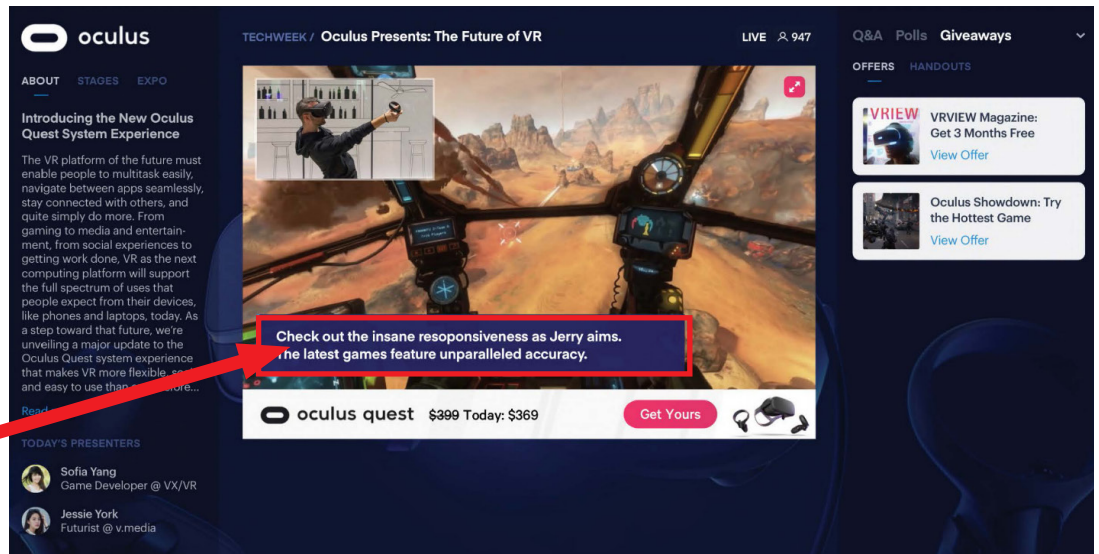 oculus
ABOUT STAGES EXPO
Introducing the New Oculus
Quest System Experience
The VR platform of the future must
enable people to multitask easily,
navigate between apps seamlessly,
stay connected with others, and
quite simply do more. From
gaming to media and entertain-
ment, from social experiences to
getting work done, VR as the next
computing platform will support
the full spectrum of uses that
people expect from their devices,
like phones and laptops, today. As
a step toward that future, we're
unveiling a major update to the
Oculus Quest system experience
that makes VR more flexible,
and easy to use than
Read
TODAY'S PRESENTERS
Sofia Yang
Game Developer @ VX/VR
Jessie York
Futurist @ v.media
TECHWEEK / Oculus Presents: The Future of VR
LIVE 947
Check out the insane resoponsiveness as Jerry aims.
The latest games feature unparalleled accuracy.
oculus quest $399 Today: $369
Get Yours
Q&A Polls Giveaways
OFFERS HANDOUTS
VRIEW
VRVIEW Magazine:
Get 3 Months Free
View Offer
Oculus Showdown: Try
the Hottest Game
View Offer